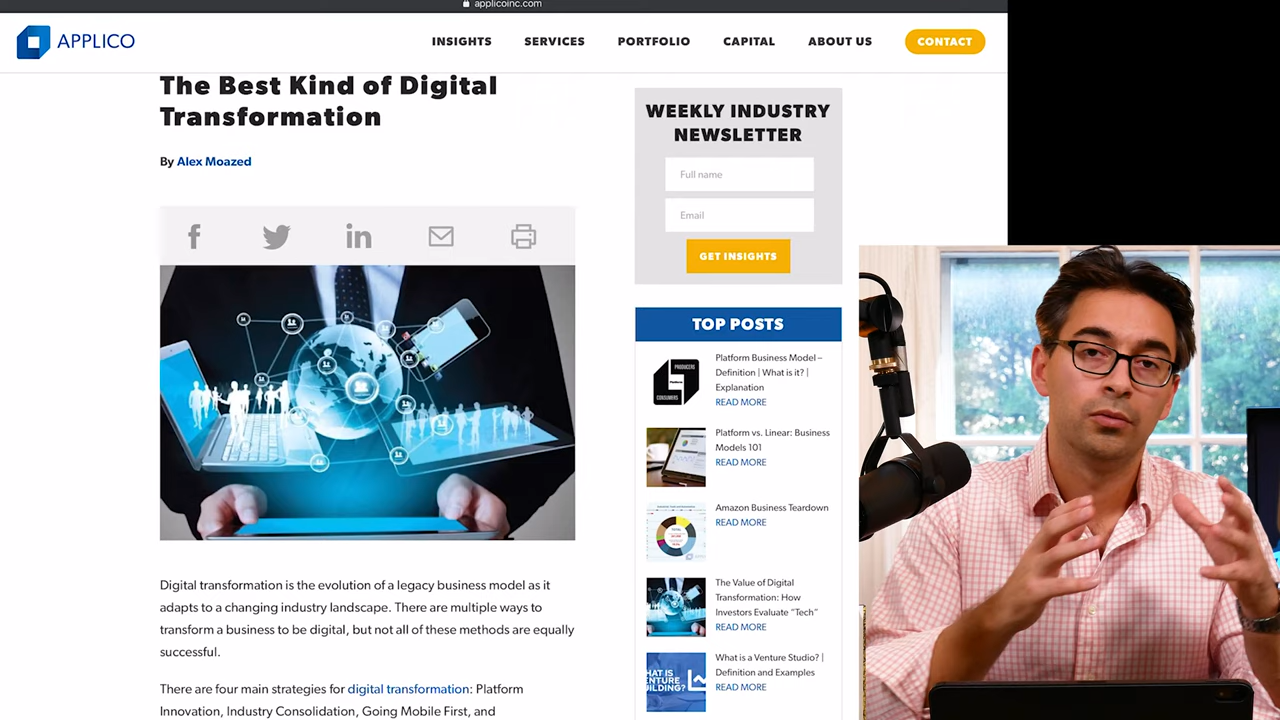 applicoinc.com
APPLICO
INSIGHTS
SERVICES
PORTFOLIO
CAPITAL
ABOUT US
CONTACT
The Best Kind of Digital
Transformation
By Alex Moazed
Digital transformation is the evolution of a legacy business model as it
adapts to a changing industry landscape. There are multiple ways to
transform a business to be digital, but not all of these methods are equally
successful.
There are four main strategies for digital transformation: Platform
Innovation, Industry Consolidation, Going Mobile First, and
WEEKLY INDUSTRY
NEWSLETTER
Full name
Email
GET INSIGHTS
TOP POSTS
PRODUCERS
Platform
CONSUMERS
Platform Business Model –
Definition | What is it? |
Explanation
READ MORE
Platform vs. Linear: Business
Models 101
READ MORE
Amazon Business Teardown
READ MORE
The Value of Digital
Transformation: How
Investors Evaluate “Tech”
READ MORE
What is a Venture Studio? |
Definition and Examples
READ MORE